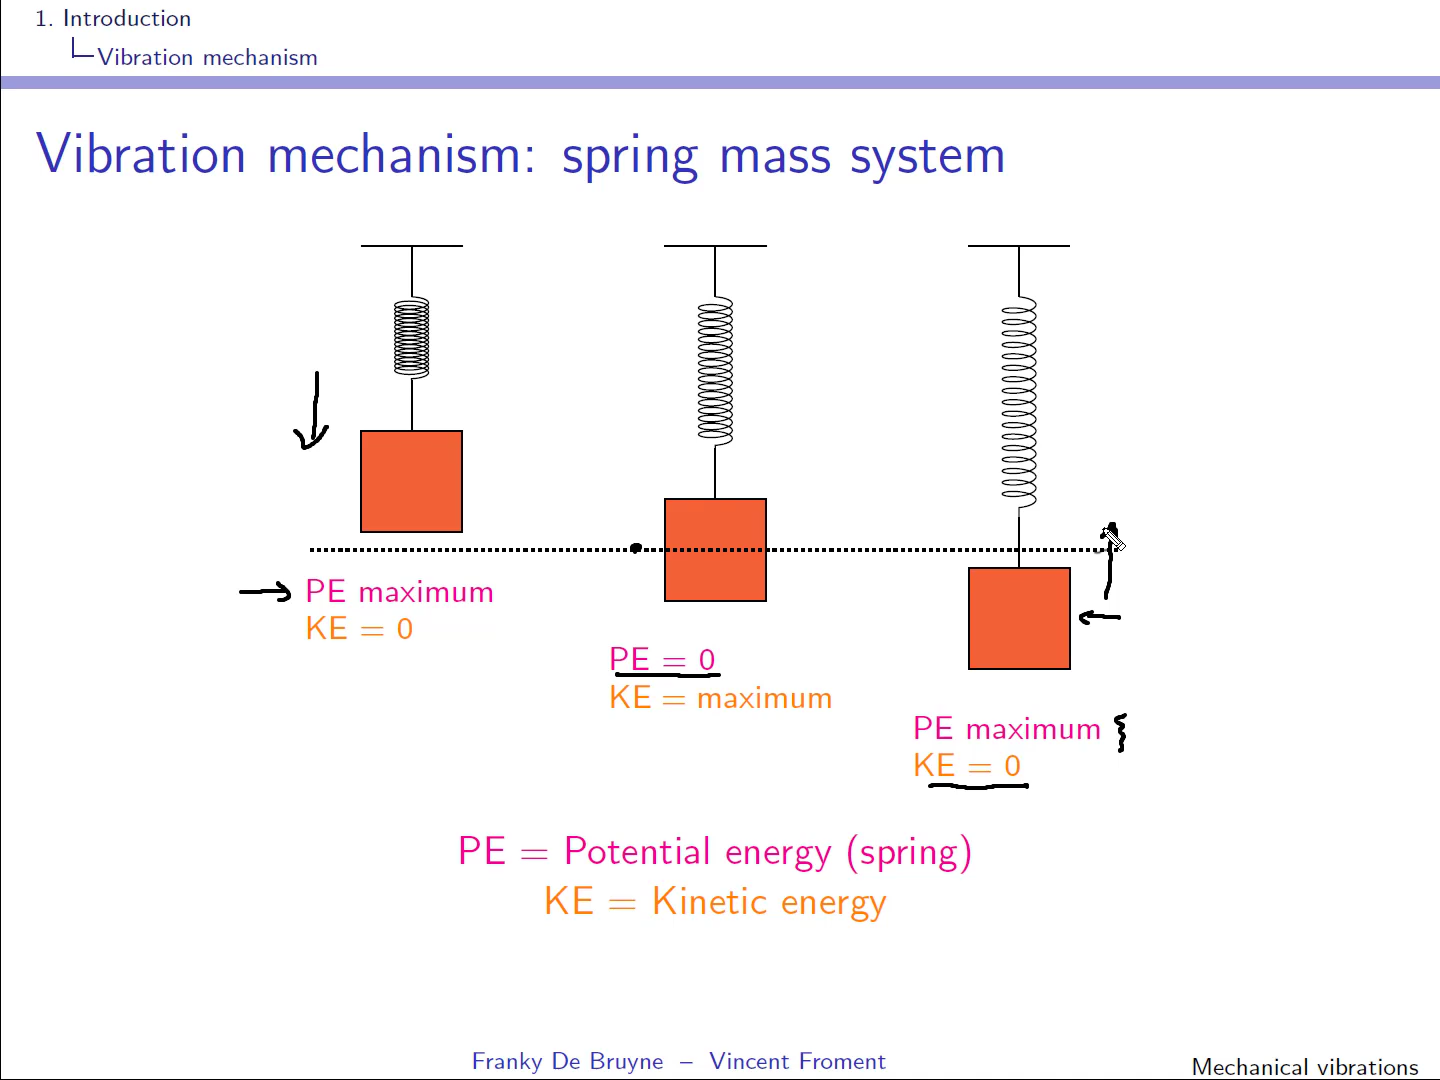 1. Introduction
Vibration mechanism
Vibration mechanism: spring mass system
PE maximum
KE = 0
PE = 0
KE = maximum
PE maximum
KE = 0
PE = Potential energy (spring)
KE = Kinetic energy
Franky De Bruyne – Vincent Froment
Mechanical vibrations